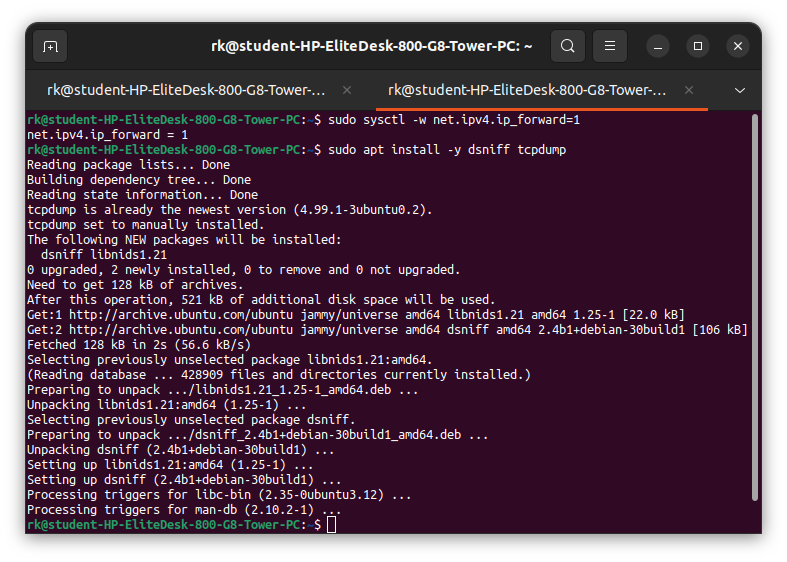 rk@student-HP-EliteDesk-800-G8-Tower-PC: ~
rk@student-HP-EliteDesk-800-G8-Tower-...
rk@student-HP-EliteDesk-800-G8-Tower-...
rk@student-HP-EliteDesk-800-G8-Tower-PC:~$ sudo sysctl -w net.ipv4.ip_forward=1
net.ipv4.ip_forward = 1
rk@student-HP-EliteDesk-800-G8-Tower-PC:~$ sudo apt install -y dsniff tcpdump
Reading package lists... Done
Building dependency tree... Done
Reading state information... Done
tcpdump is already the newest version (4.99.1-3ubuntu0.2).
tcpdump set to manually installed.
The following NEW packages will be installed:
  dsniff libnids1.21
0 upgraded, 2 newly installed, 0 to remove and 0 not upgraded.
Need to get 128 kB of archives.
After this operation, 521 kB of additional disk space will be used.
Get:1 http://archive.ubuntu.com/ubuntu jammy/universe amd64 libnids1.21 amd64 1.25-1 [22.0 kB]
Get:2 http://archive.ubuntu.com/ubuntu jammy/universe amd64 dsniff amd64 2.4b1+debian-30build1 [106 kB]
Fetched 128 kB in 2s (56.6 kB/s)
Selecting previously unselected package libnids1.21:amd64.
(Reading database ... 428909 files and directories currently installed.)
Preparing to unpack .../libnids1.21_1.25-1_amd64.deb ...
Unpacking libnids1.21:amd64 (1.25-1) ...
Selecting previously unselected package dsniff.
Preparing to unpack .../dsniff_2.4b1+debian-30build1_amd64.deb ...
Unpacking dsniff (2.4b1+debian-30build1) ...
Setting up libnids1.21:amd64 (1.25-1) ...
Setting up dsniff (2.4b1+debian-30build1) ...
Processing triggers for libc-bin (2.35-0ubuntu3.12) ...
Processing triggers for man-db (2.10.2-1) ...
rk@student-HP-EliteDesk-800-G8-Tower-PC:~$